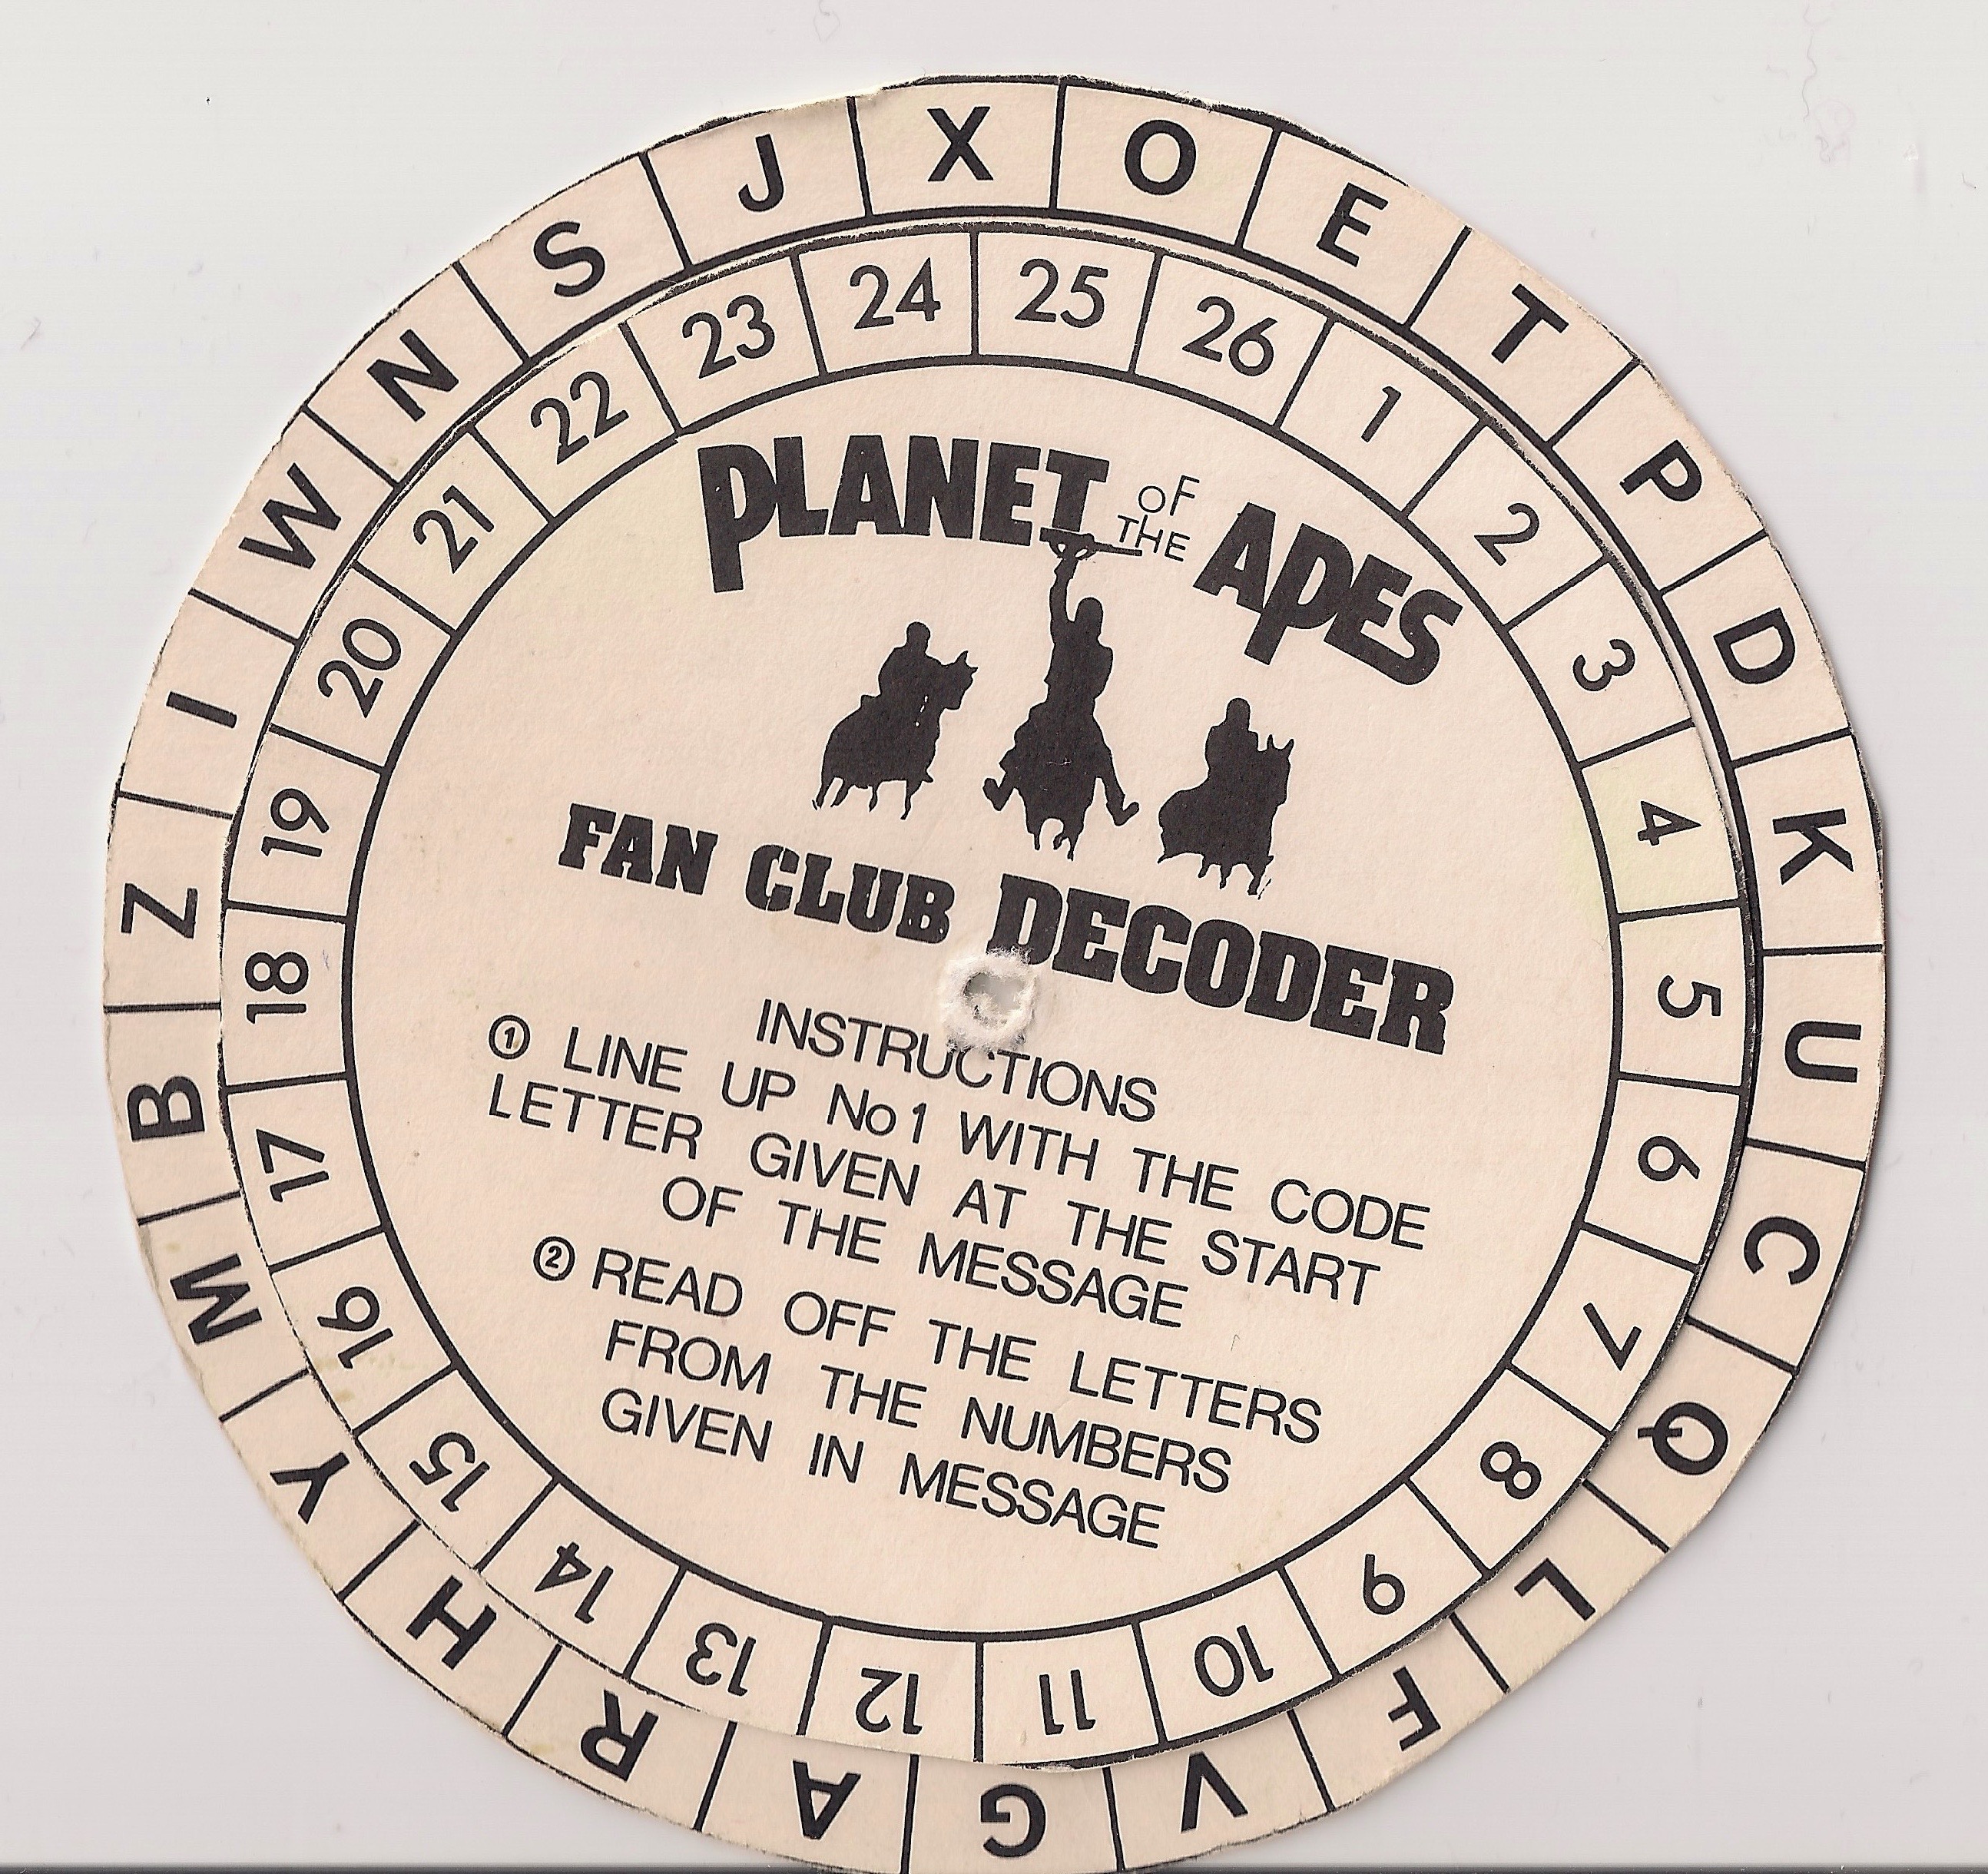 X O E T P D K U C Q L F V G A R H Y M B Z I W N S J
1 2 3 4 5 6 7 8 9 10 11 12 13 14 15 16 17 18 19 20 21 22 23 24 25 26
PLANET OF THE APES
FAN CLUB DECODER
INSTRUCTIONS
① LINE UP No1 WITH THE CODE
LETTER GIVEN AT THE START
OF THE MESSAGE
② READ OFF THE LETTERS
FROM THE NUMBERS
GIVEN IN MESSAGE